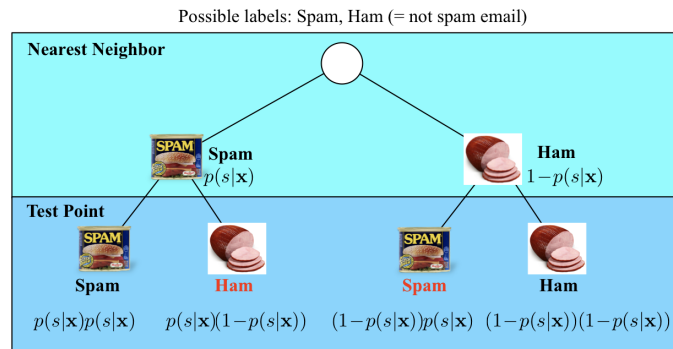 Possible labels: Spam, Ham (= not spam email)
Nearest Neighbor
SPAM
Spam
p(s|x)
Ham
1−p(s|x)
Test Point
SPAM
SPAM
Spam
Ham
Spam
Ham
p(s|x)p(s|x)
p(s|x)(1−p(s|x))
(1−p(s|x))p(s|x)
(1−p(s|x))(1−p(s|x))